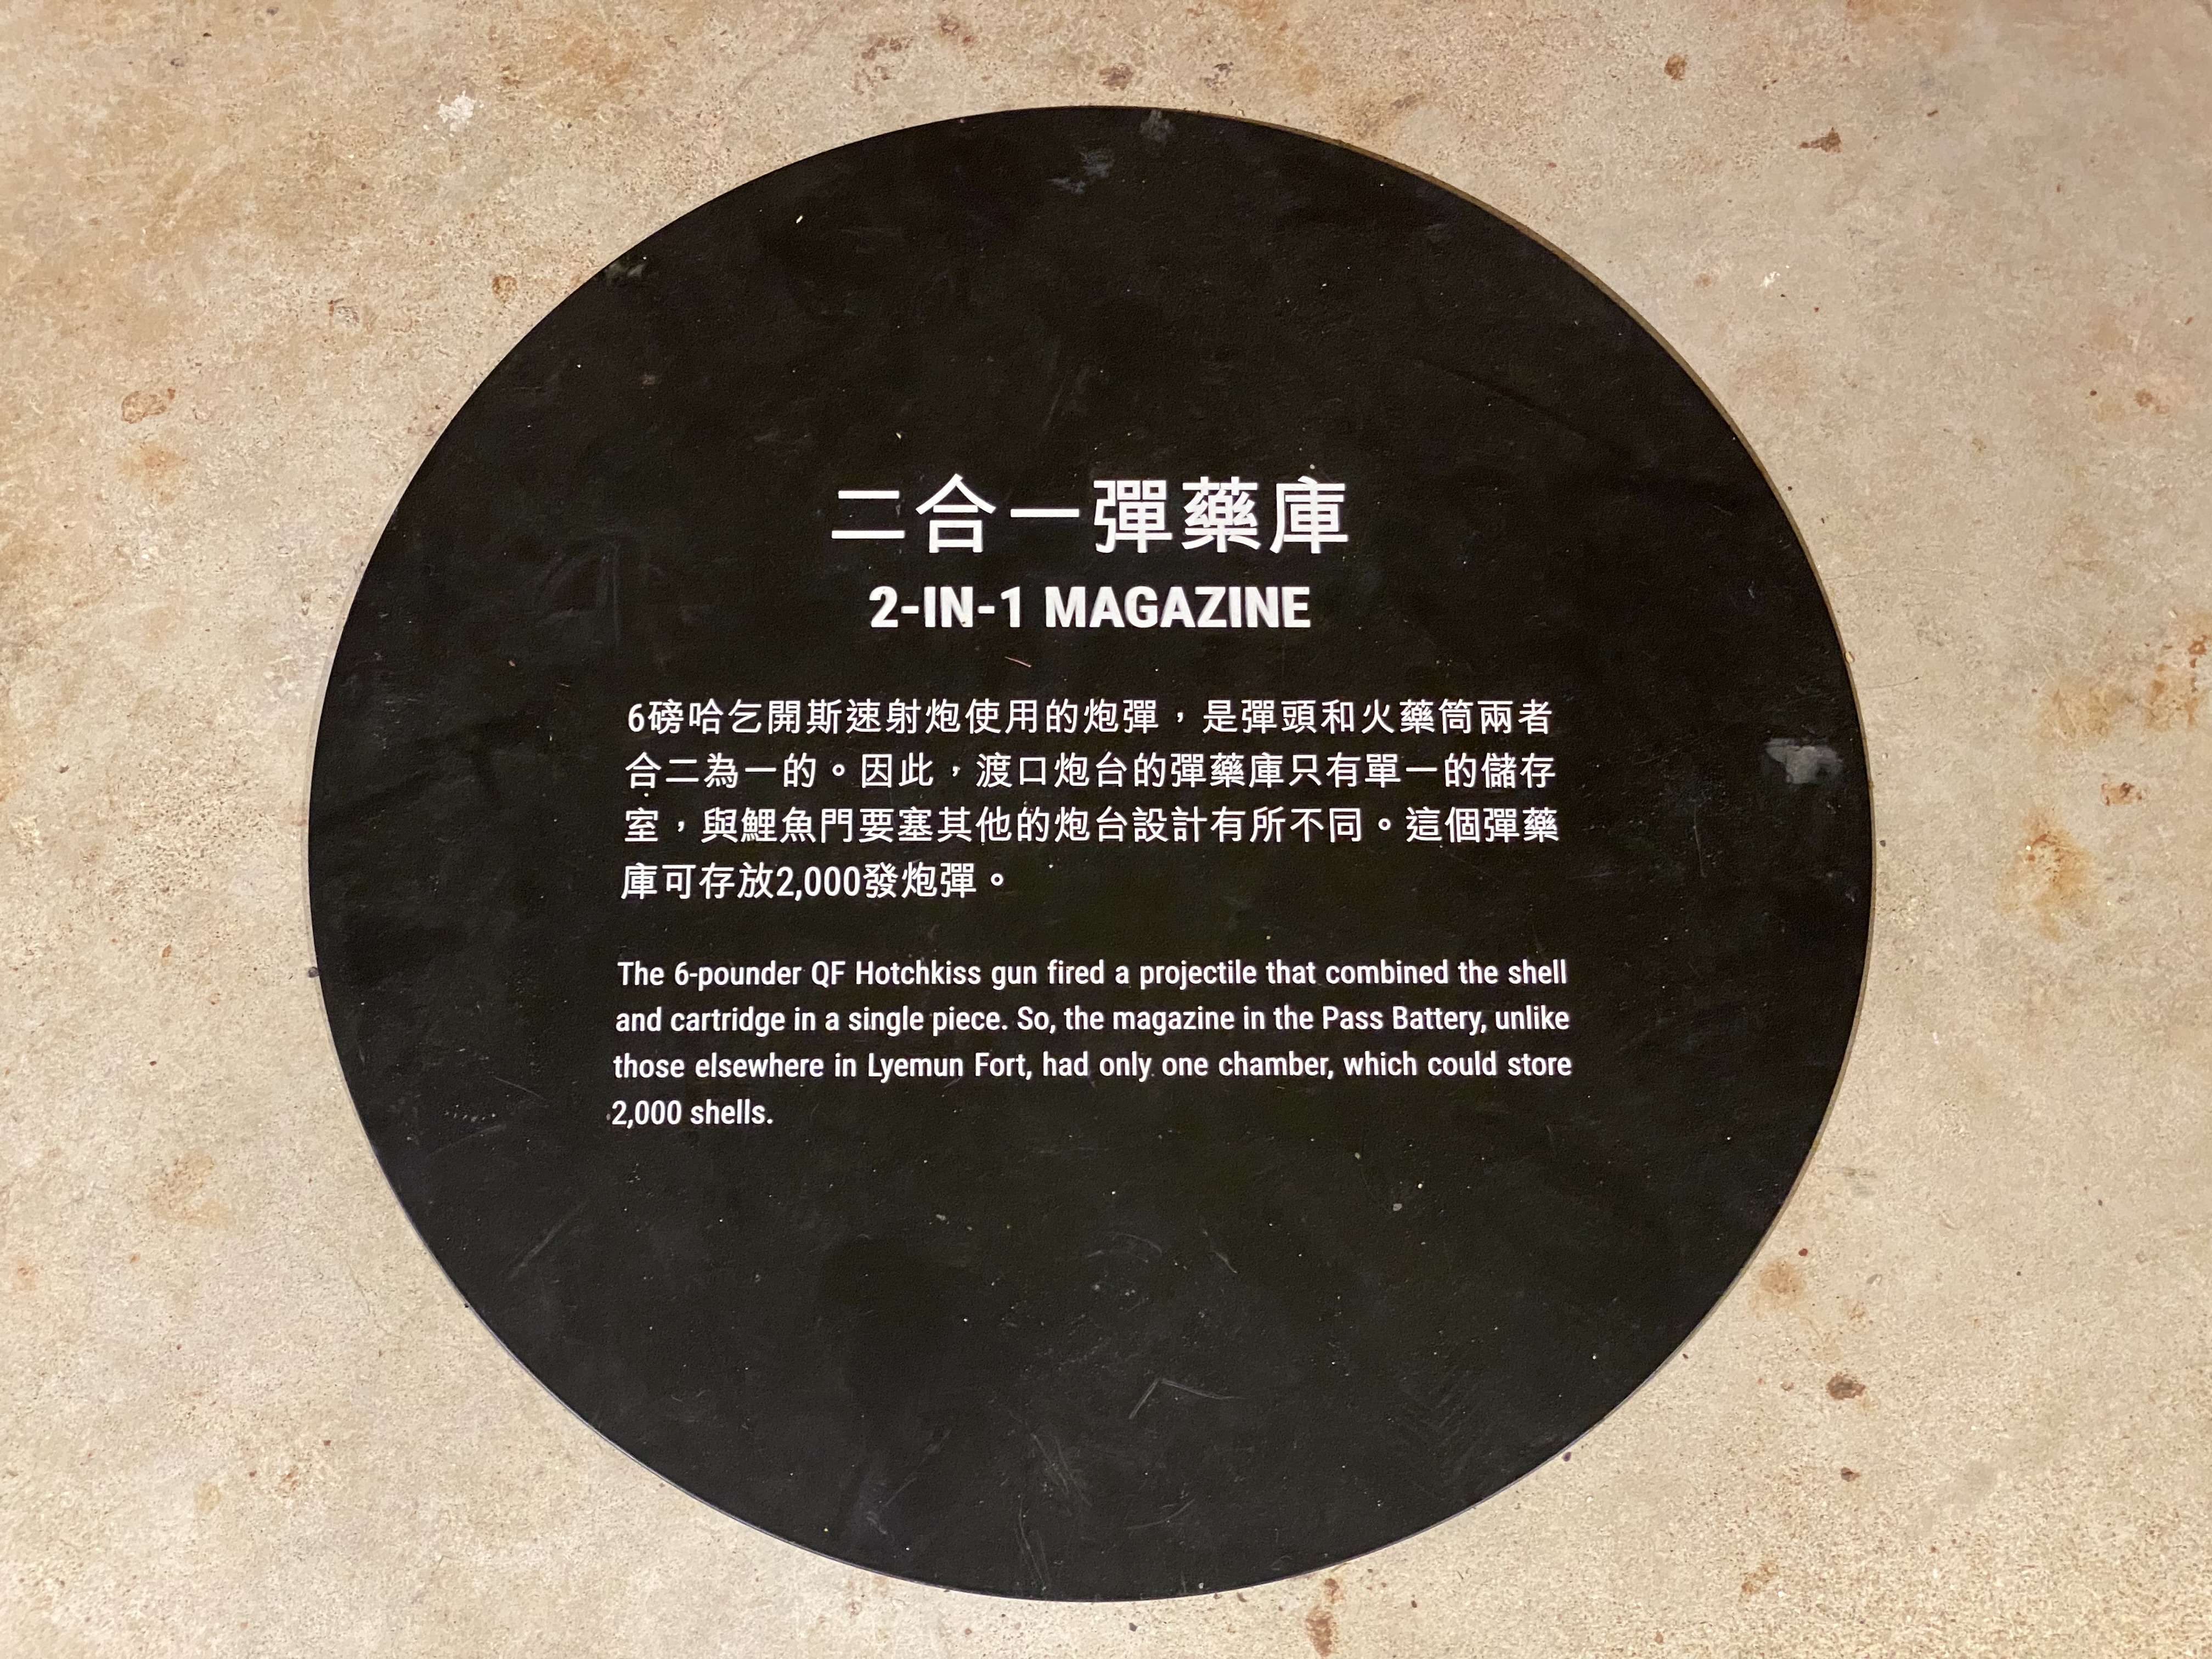 二合一彈藥庫
2-IN-1 MAGAZINE
6磅哈乞開斯速射炮使用的炮彈，是彈頭和火藥筒兩者
合二為一的。因此，渡口炮台的彈藥庫只有單一的儲存
室，與鯉魚門要塞其他的炮台設計有所不同。這個彈藥
庫可存放2,000發炮彈。
The 6-pounder QF Hotchkiss gun fired a projectile that combined the shell
and cartridge in a single piece. So, the magazine in the Pass Battery, unlike
those elsewhere in Lyemun Fort, had only one chamber, which could store
2,000 shells.